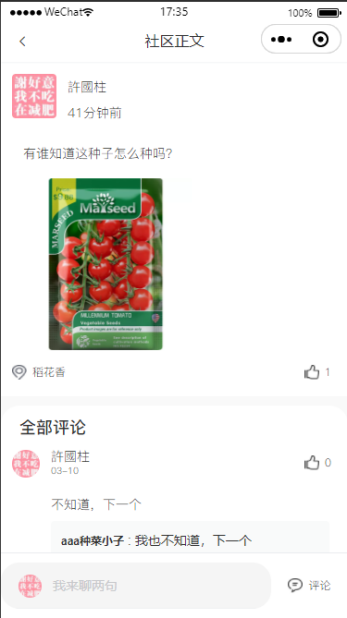 WeChat
17:35
100%
社区正文
謝好意
我不吃
在减肥
許國柱
41分钟前
有谁知道这种子怎么种吗?
Marseed
MARSEED
MILLENNIUM TOMATO
Vegetable Seeds
稻花香
1
全部评论
許國柱
0
03-10
不知道，下一个
aaa种菜小子：我也不知道，下一个
我来聊两句
评论